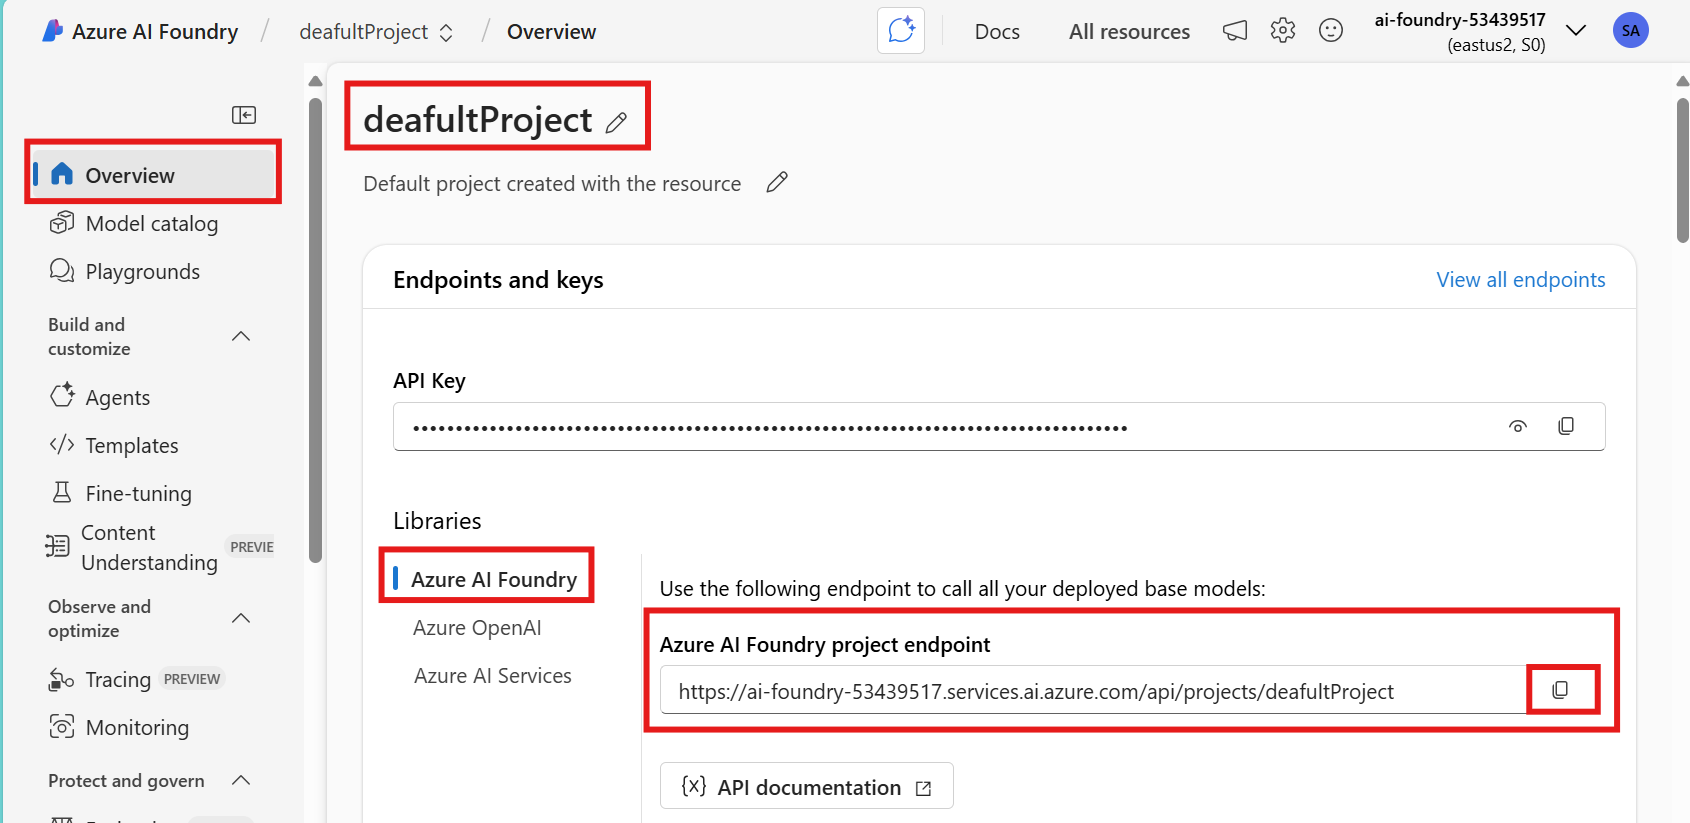 Azure AI Foundry / deafultProject / Overview
Docs
All resources
ai-foundry-53439517
(eastus2, S0)
SA
Overview
Model catalog
Playgrounds
Build and
customize
Agents
Templates
Fine-tuning
Content
Understanding
PREVIE
Observe and
optimize
Tracing PREVIEW
Monitoring
Protect and govern
deafultProject
Default project created with the resource
Endpoints and keys
View all endpoints
API Key
Libraries
Azure AI Foundry
Azure OpenAI
Azure AI Services
Use the following endpoint to call all your deployed base models:
Azure AI Foundry project endpoint
https://ai-foundry-53439517.services.ai.azure.com/api/projects/deafultProject
API documentation